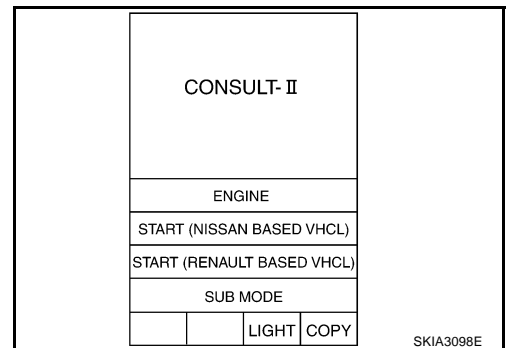 CONSULT-II
ENGINE
START (NISSAN BASED VHCL)
START (RENAULT BASED VHCL)
SUB MODE
LIGHT COPY
SKIA3098E